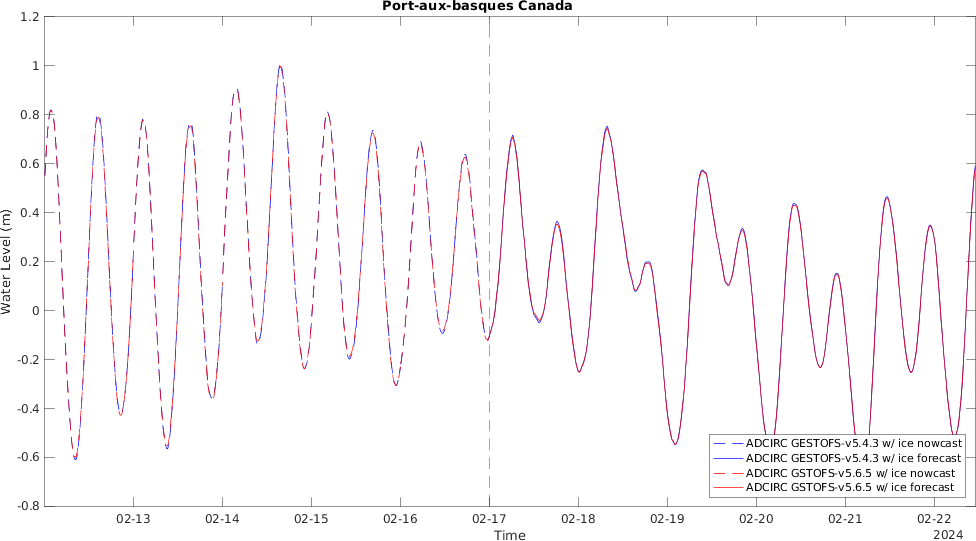 Port-aux-basques Canada
1.2
1
0.8
0.6
0.4
0.2
0
-0.2
-0.4
-0.6
-0.8
Water Level (m)
ADCIRC GESTOFS-v5.4.3 w/ ice nowcast
ADCIRC GESTOFS-v5.4.3 w/ ice forecast
ADCIRC GSTOFS-v5.6.5 w/ ice nowcast
ADCIRC GSTOFS-v5.6.5 w/ ice forecast
02-13 02-14 02-15 02-16 02-17 02-18 02-19 02-20 02-21 02-22
Time
2024